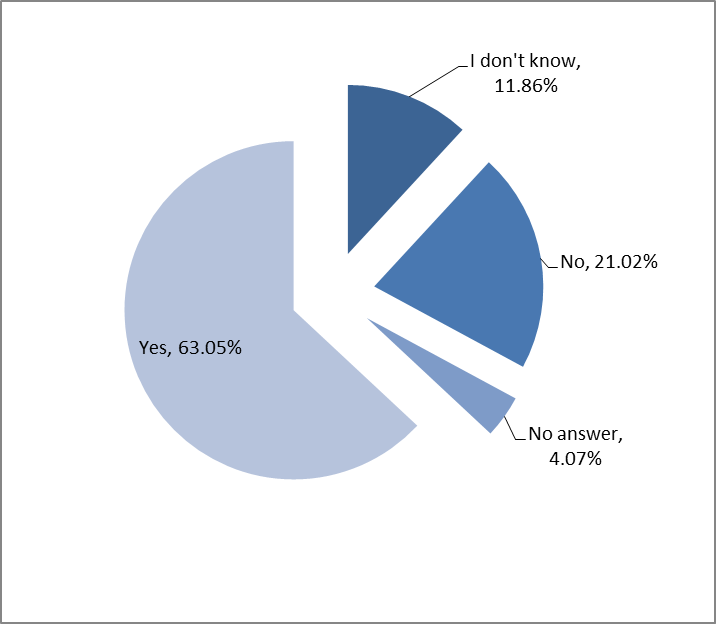 I don't know,
11.86%
No, 21.02%
Yes, 63.05%
No answer,
4.07%